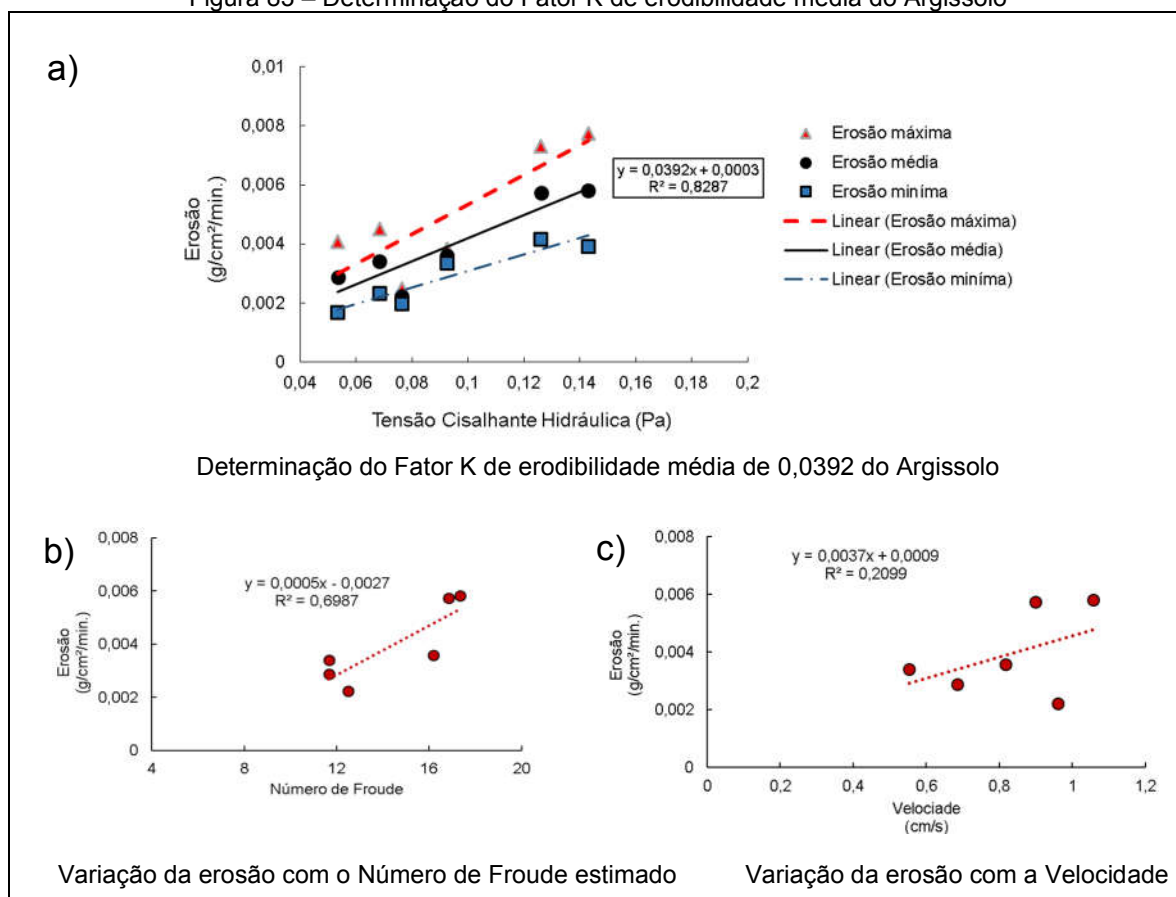 Figura 85 – Determinação do Fator K de erodibilidade média do Argissolo
a)
0,01
0,008
0,006
0,004
0,002
0
Erosão
(g/cm²/min.)
0,04 0,06 0,08 0,1 0,12 0,14 0,16 0,18 0,2
Tensão Cisalhante Hidráulica (Pa)
y = 0,0392x + 0,0003
R² = 0,8287
Erosão máxima
Erosão média
Erosão miníma
Linear (Erosão máxima)
Linear (Erosão média)
Linear (Erosão miníma)
Determinação do Fator K de erodibilidade média de 0,0392 do Argissolo
b)
0,008
0,006
0,004
0,002
0
Erosão
(g/cm²/min.)
y = 0,0005x - 0,0027
R² = 0,6987
4 8 12 16 20
Número de Froude
Variação da erosão com o Número de Froude estimado
c)
0,008
0,006
0,004
0,002
0
Erosão
(g/cm²/min.)
y = 0,0037x + 0,0009
R² = 0,2099
0 0,2 0,4 0,6 0,8 1 1,2
Velociade
(cm/s)
Variação da erosão com a Velocidade